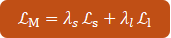 ℒ_M = λ_s ℒ_s + λ_l ℒ_l